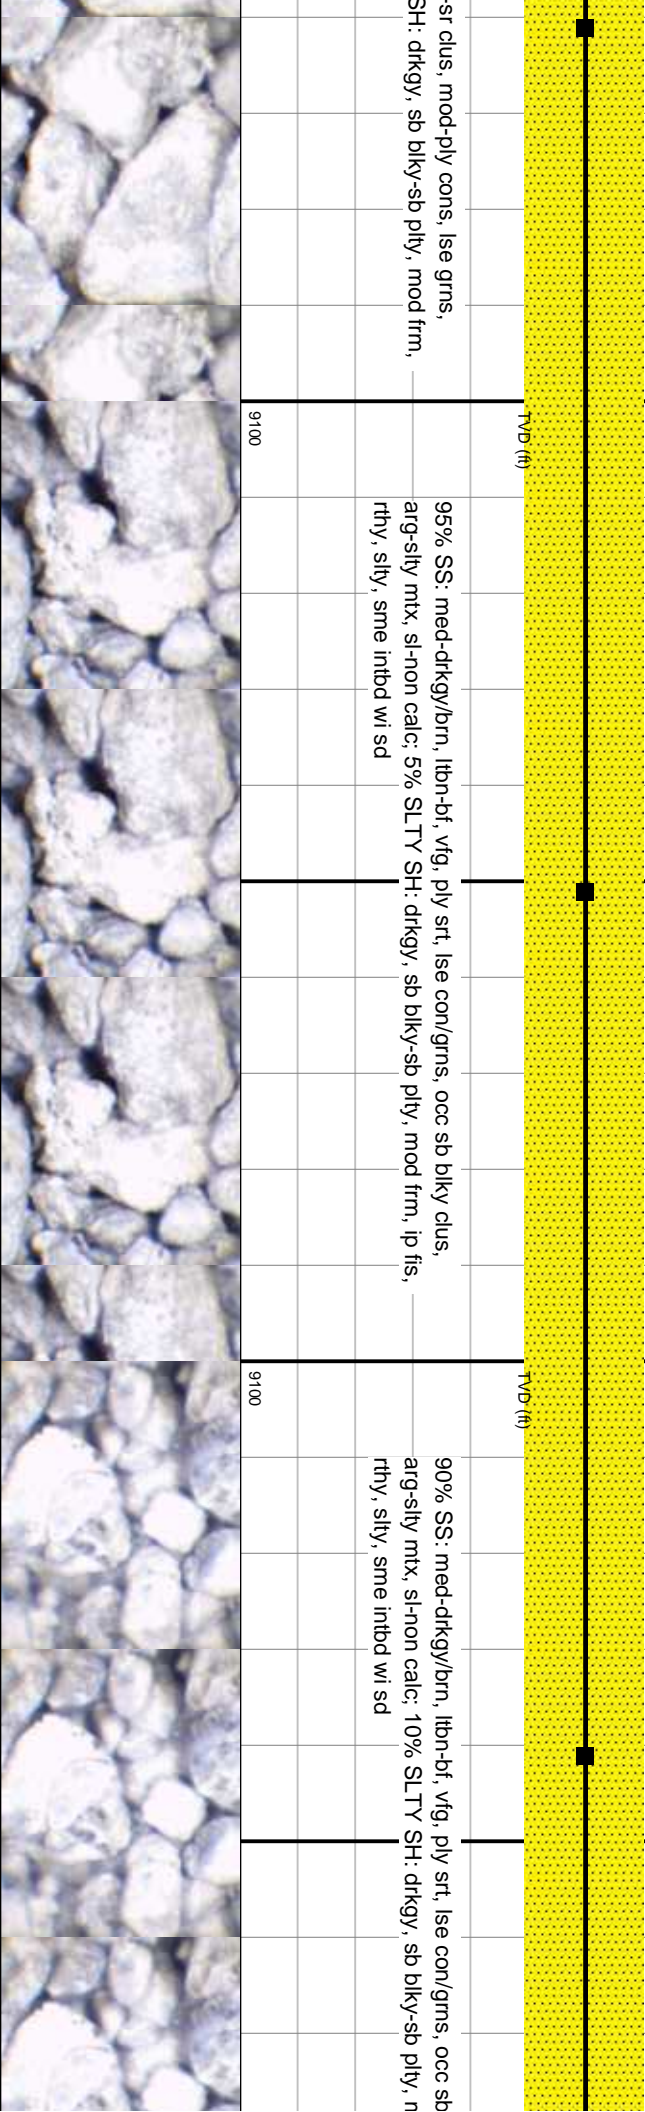 -sr clus, mod-ply cons, lse grns,
SH: drkgy, sb blky-sb plty, mod frm,
TVD (ft)
9100
95% SS: med-drkgy/brn, ltbn-bf, vfg, ply srt, lse con/grns, occ sb blky clus,
arg-slty mtx, sl-non calc; 5% SLTY SH: drkgy, sb blky-sb plty, mod frm, ip fis,
rthy, slty, sme intbd wi sd
TVD (ft)
9100
90% SS: med-drkgy/brn, ltbn-bf, vfg, ply srt, lse con/grns, occ sb
arg-slty mtx, sl-non calc; 10% SLTY SH: drkgy, sb blky-sb plty,
rthy, slty, sme intbd wi sd